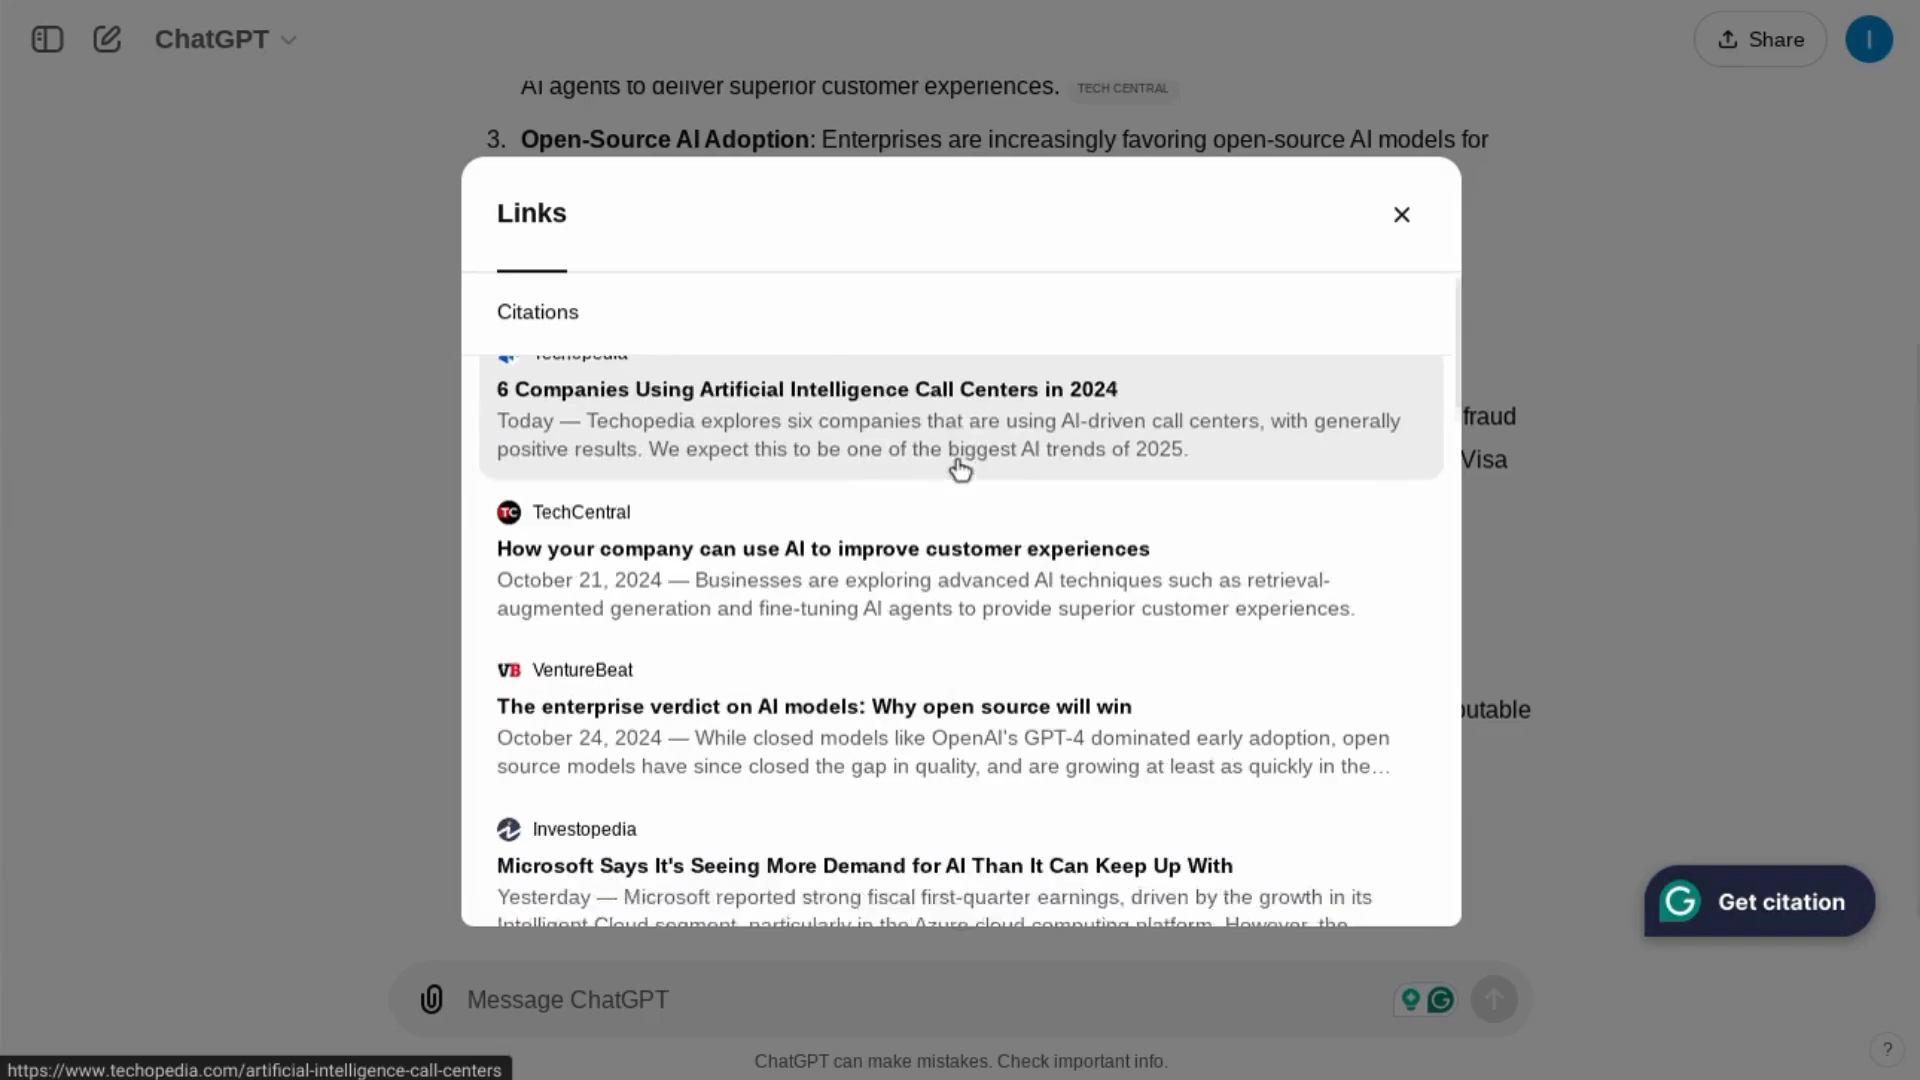 ChatGPT
Share
I
AI agents to deliver superior customer experiences. TECH CENTRAL
3. Open-Source AI Adoption: Enterprises are increasingly favoring open-source AI models for
Links
Citations
Techopedia
6 Companies Using Artificial Intelligence Call Centers in 2024
Today — Techopedia explores six companies that are using AI-driven call centers, with generally
positive results. We expect this to be one of the biggest AI trends of 2025.
fraud
Visa
TC TechCentral
How your company can use AI to improve customer experiences
October 21, 2024 — Businesses are exploring advanced AI techniques such as retrieval-
augmented generation and fine-tuning AI agents to provide superior customer experiences.
VB VentureBeat
The enterprise verdict on AI models: Why open source will win
putable
October 24, 2024 — While closed models like OpenAI's GPT-4 dominated early adoption, open
source models have since closed the gap in quality, and are growing at least as quickly in the…
Investopedia
Microsoft Says It's Seeing More Demand for AI Than It Can Keep Up With
Yesterday — Microsoft reported strong fiscal first-quarter earnings, driven by the growth in its
Intelligent Cloud segment, particularly in the Azure cloud computing platform. However, the
G Get citation
Message ChatGPT
ChatGPT can make mistakes. Check important info.
?
https://www.techopedia.com/artificial-intelligence-call-centers